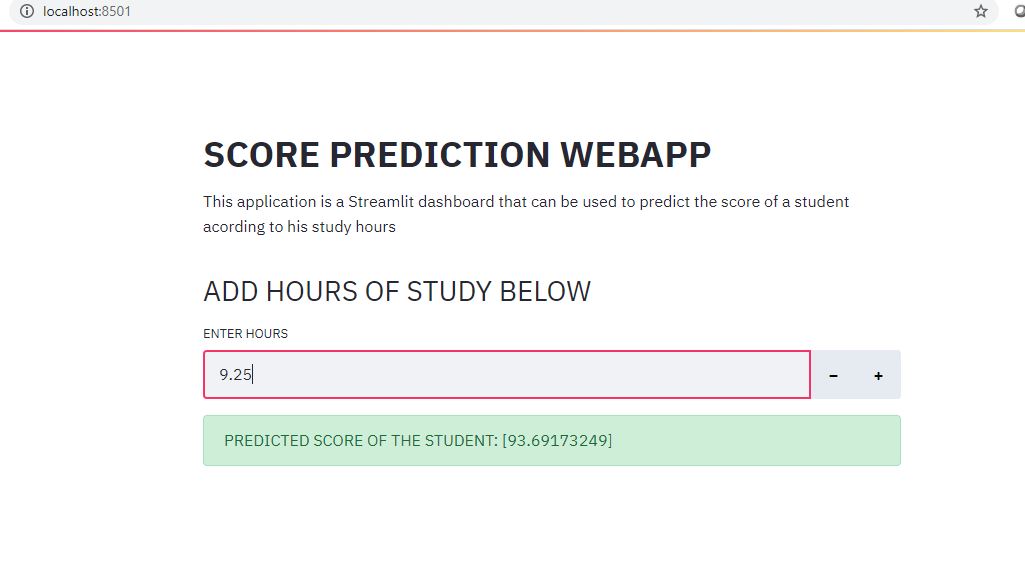 localhost:8501
SCORE PREDICTION WEBAPP
This application is a Streamlit dashboard that can be used to predict the score of a student
acording to his study hours
ADD HOURS OF STUDY BELOW
ENTER HOURS
9.25
− +
PREDICTED SCORE OF THE STUDENT: [93.69173249]